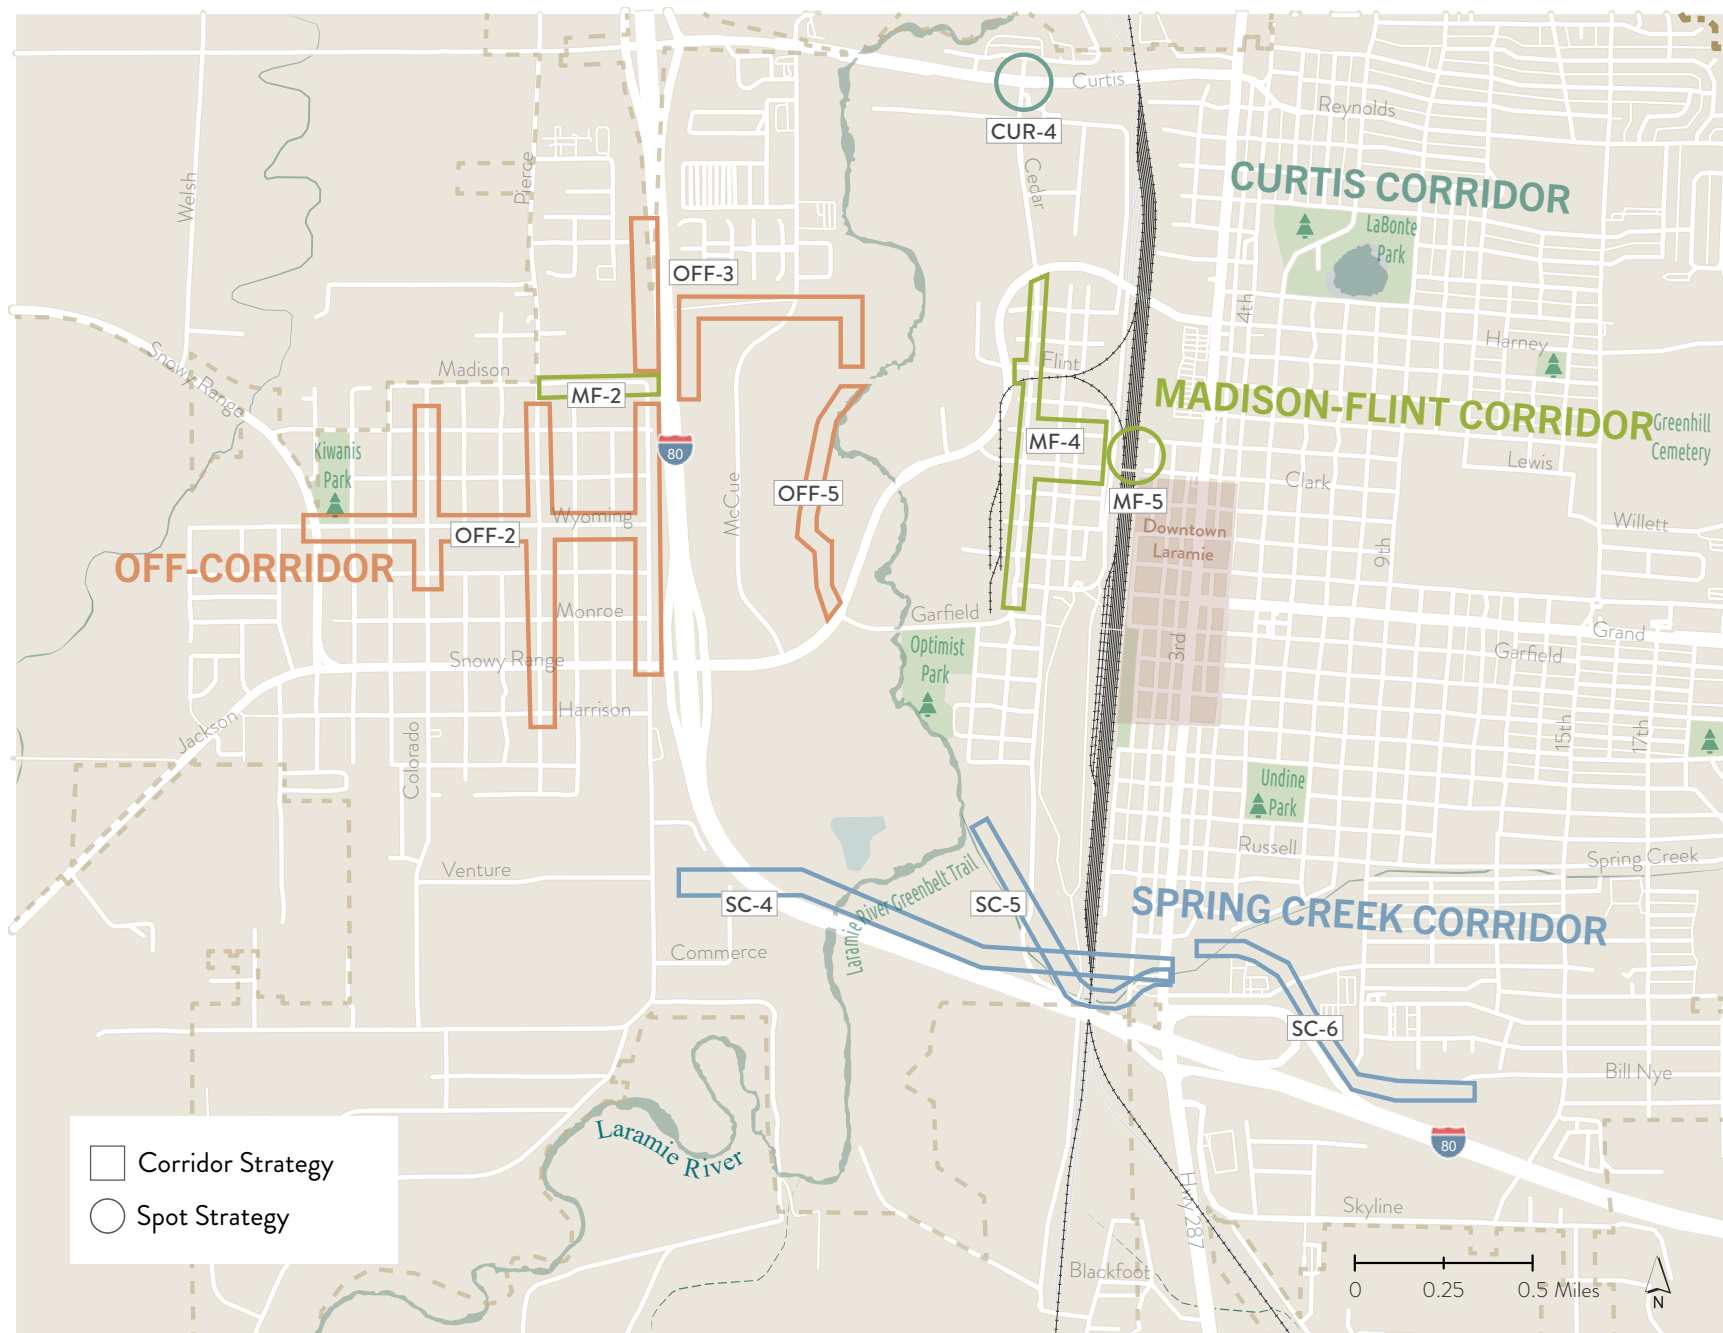 Curtis
Reynolds
CUR-4
Welsh
Pierce
Cedar
CURTIS CORRIDOR
LaBonte
Park
OFF-3
4th
Harney
Flint
Snowy Range
Madison
MF-2
MADISON-FLINT CORRIDOR
Greenhill
Cemetery
Kiwanis
Park
80
MF-4
Lewis
Clark
OFF-5
McCue
MF-5
Wyoming
OFF-2
Downtown
Laramie
Willett
9th
OFF-CORRIDOR
Monroe
Garfield
Grand
Garfield
3rd
Optimist
Park
Snowy Range
Harrison
Jackson
Colorado
15th
17th
Undine
Park
Russell
Spring Creek
Venture
SC-4
Laramie River Greenbelt Trail
SC-5
SPRING CREEK CORRIDOR
Commerce
SC-6
Bill Nye
80
Laramie River
Corridor Strategy
Spot Strategy
Hwy 287
Skyline
Blackfoot
0 0.25 0.5 Miles
N